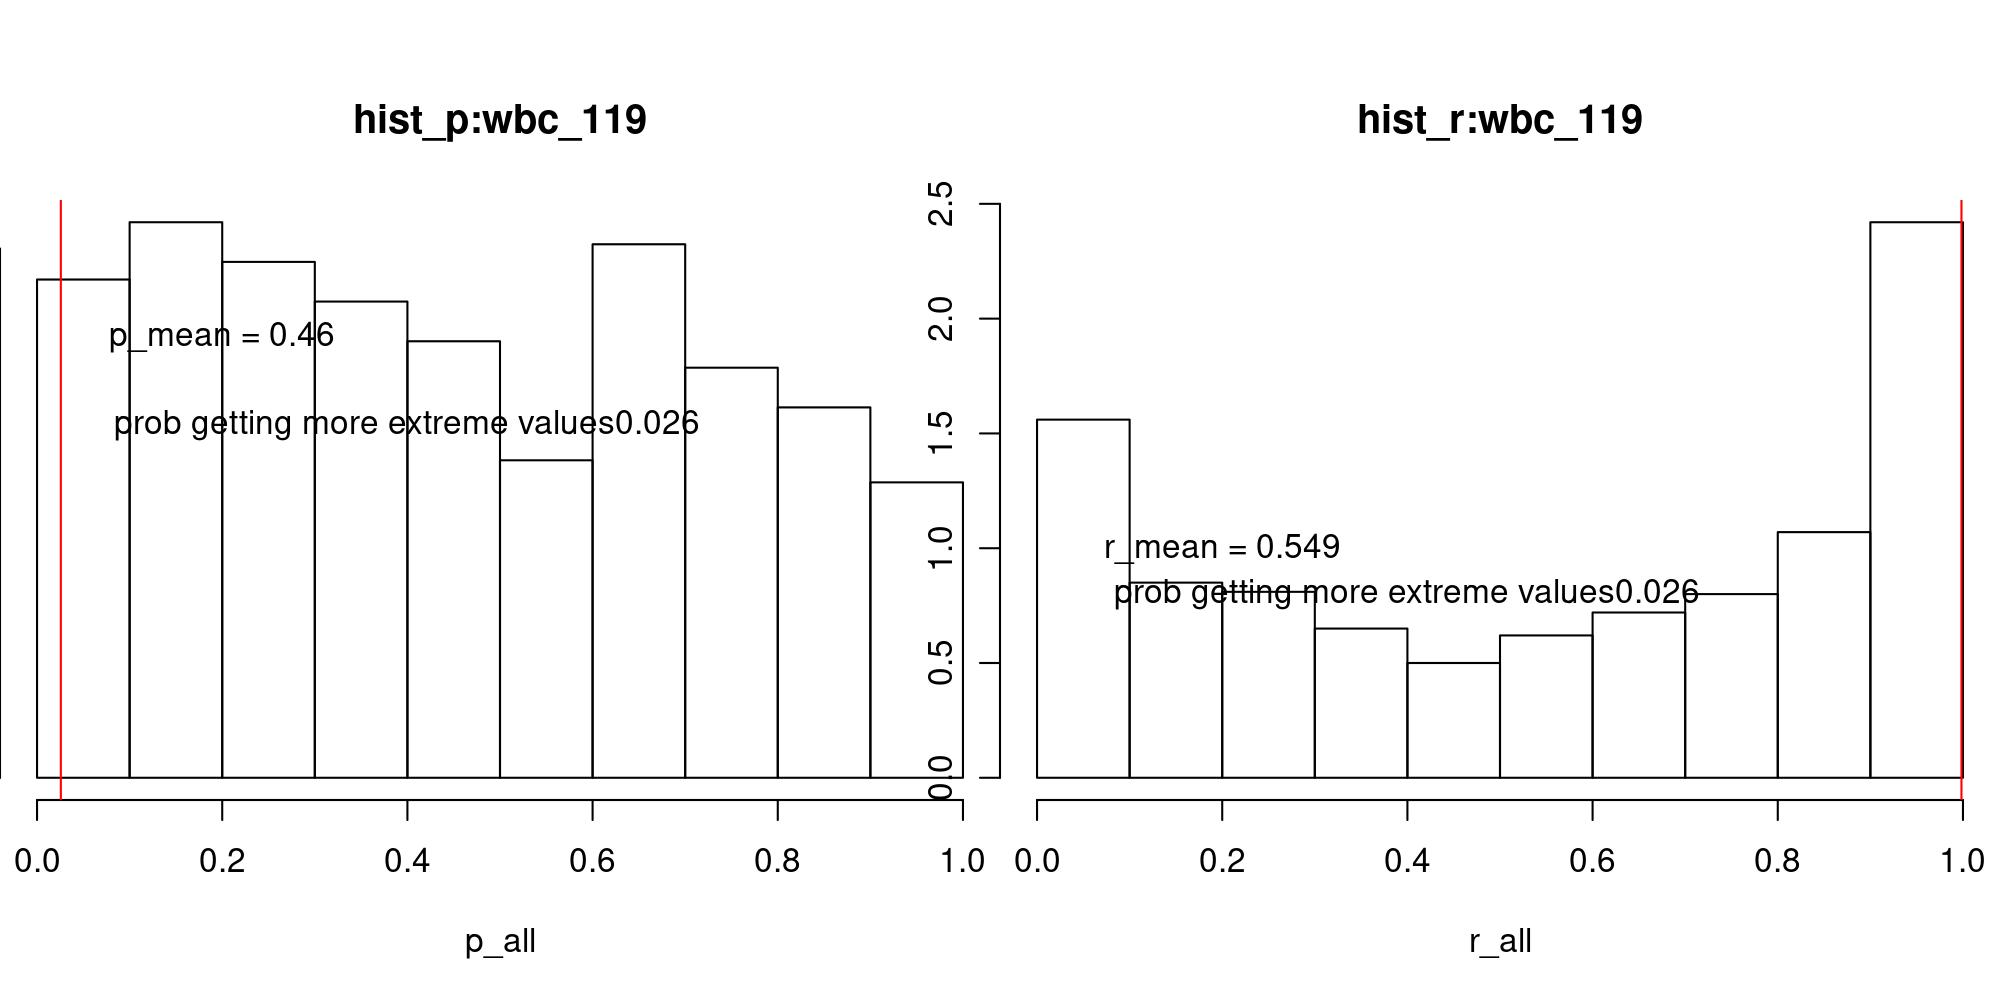 hist_p:wbc_119
p_mean = 0.46
prob getting more extreme values0.026
0.0 0.2 0.4 0.6 0.8 1.0
p_all
hist_r:wbc_119
2.5
2.0
1.5
1.0
0.5
0.0
r_mean = 0.549
prob getting more extreme values0.026
0.0 0.2 0.4 0.6 0.8 1.0
r_all